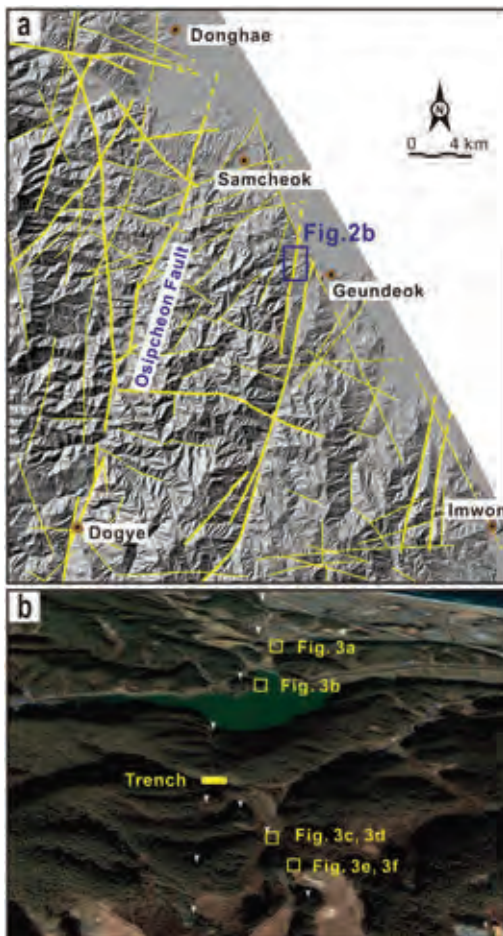 a
Donghae
N
0 4 km
Samcheok
Fig.2b
Geundeok
Osipcheon Fault
Imwon
Dogye
b
Fig. 3a
Fig. 3b
Trench
Fig. 3c, 3d
Fig. 3e, 3f